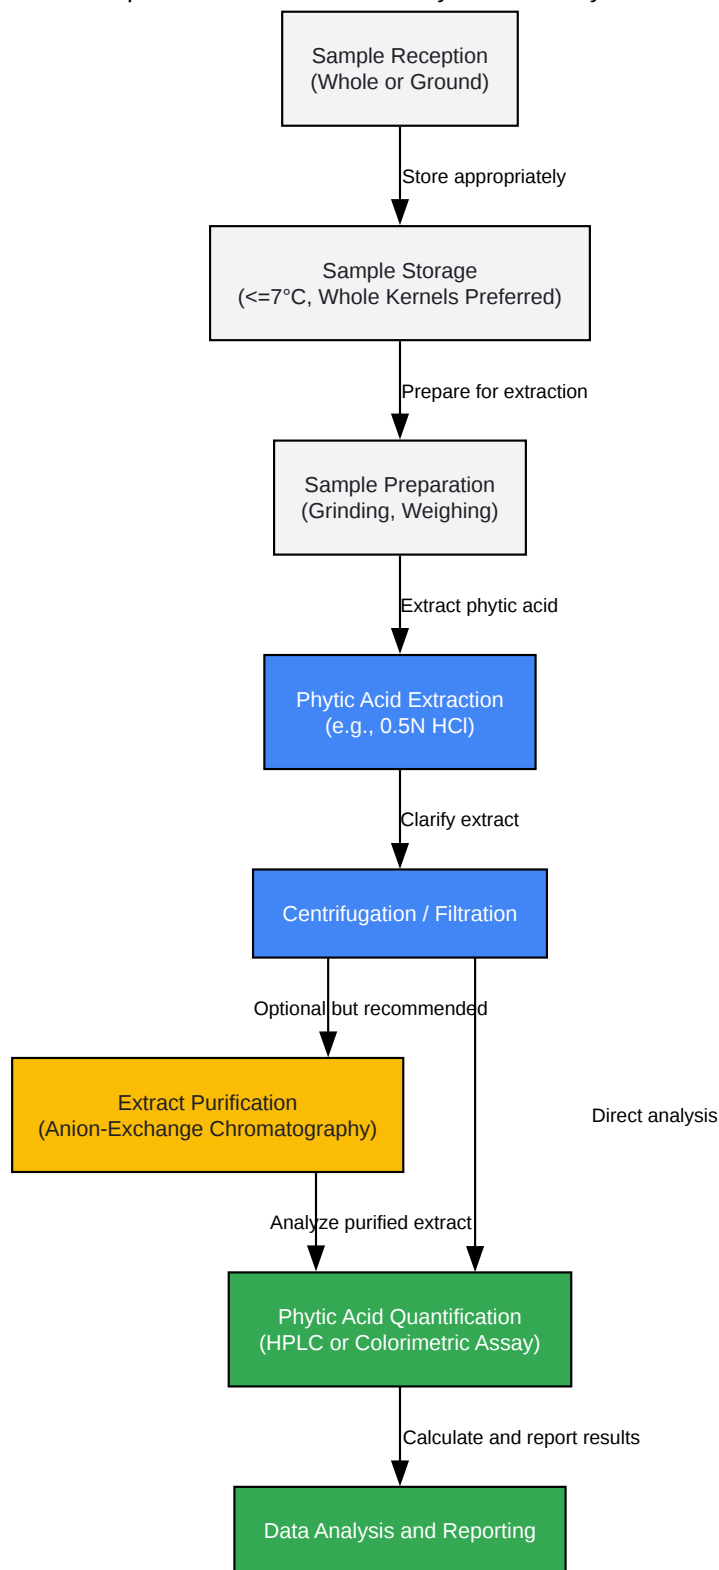 Sample Reception
(Whole or Ground)
Store appropriately
Sample Storage
(<=7°C, Whole Kernels Preferred)
Prepare for extraction
Sample Preparation
(Grinding, Weighing)
Extract phytic acid
Phytic Acid Extraction
(e.g., 0.5N HCl)
Clarify extract
Centrifugation / Filtration
Optional but recommended
Extract Purification
(Anion-Exchange Chromatography)
Direct analysis
Analyze purified extract
Phytic Acid Quantification
(HPLC or Colorimetric Assay)
Calculate and report results
Data Analysis and Reporting